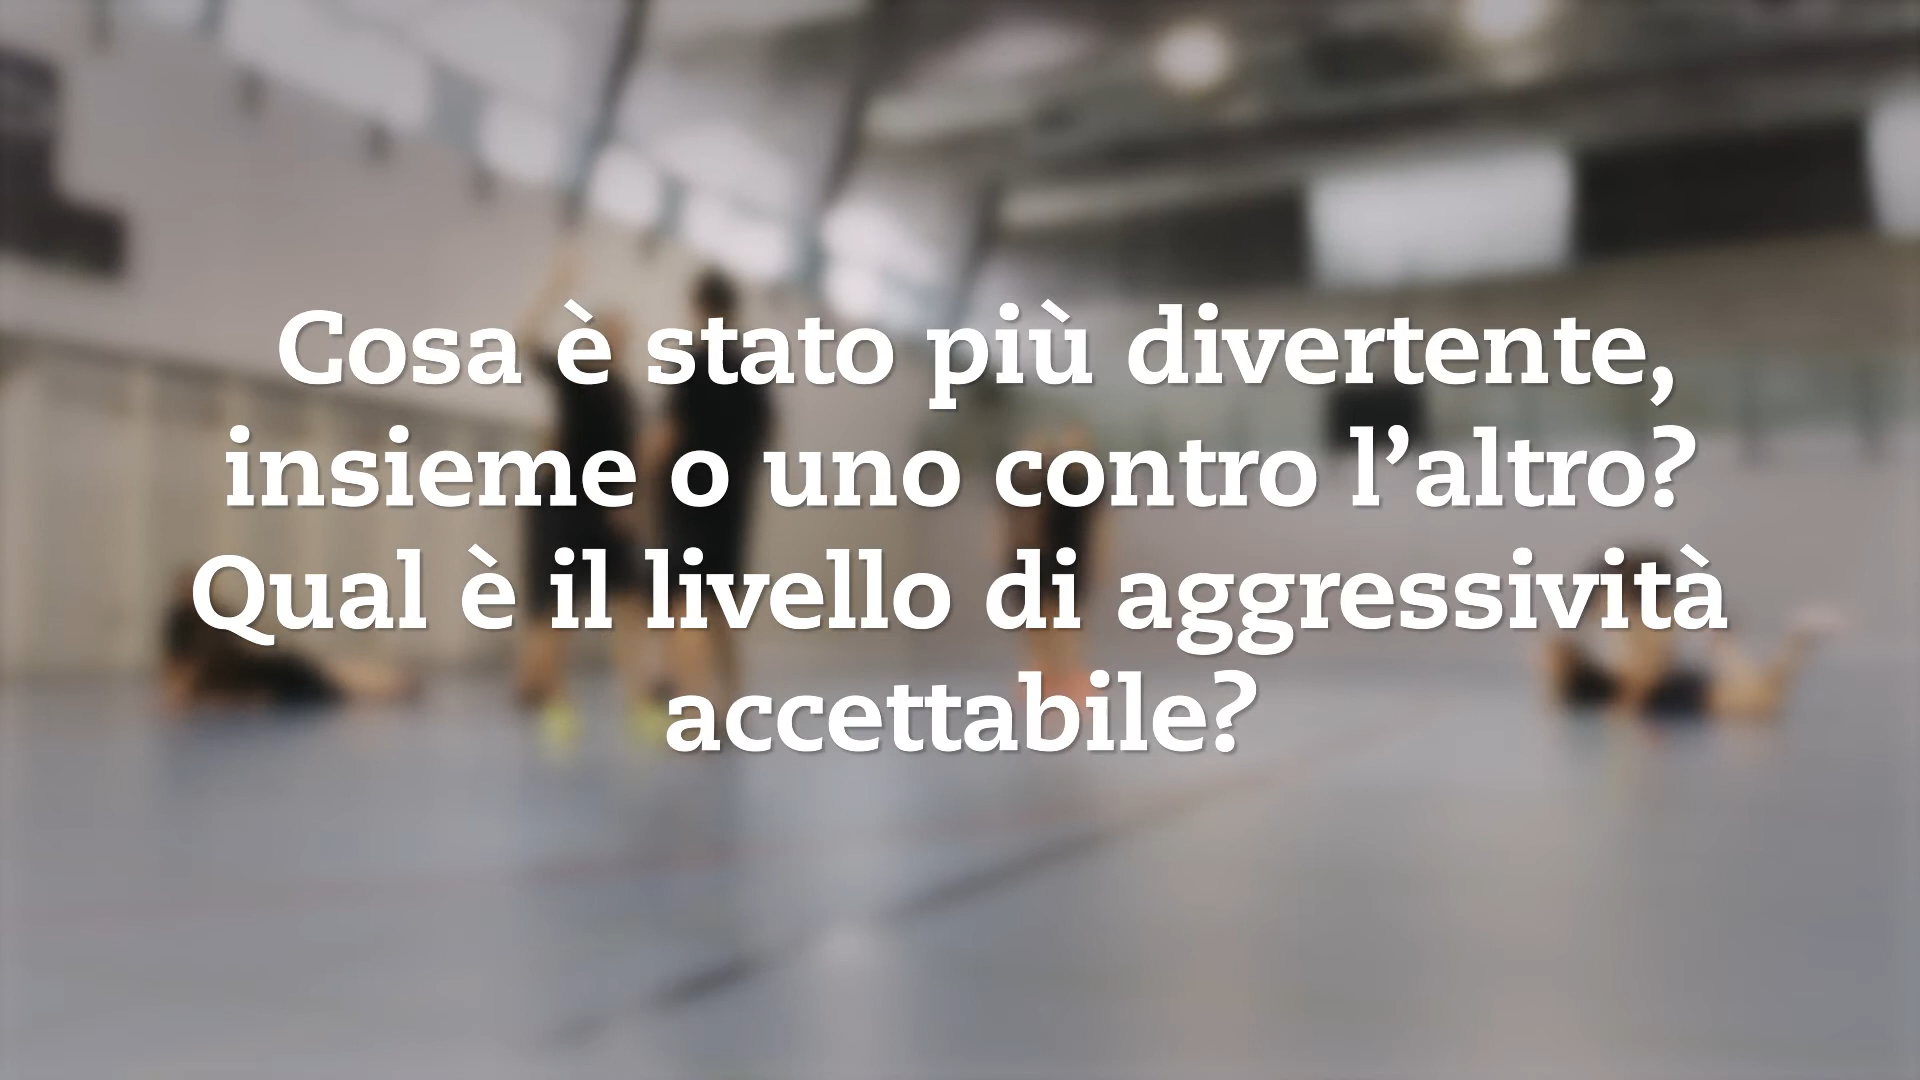 Cosa è stato più divertente,
insieme o uno contro l’altro?
Qual è il livello di aggressività
accettabile?